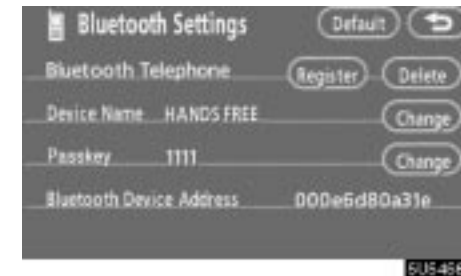 Bluetooth Settings Default
Bluetooth Telephone Register Delete
Device Name HANDS FREE Change
Passkey 1111 Change
Bluetooth Device Address 000e6d80a31e